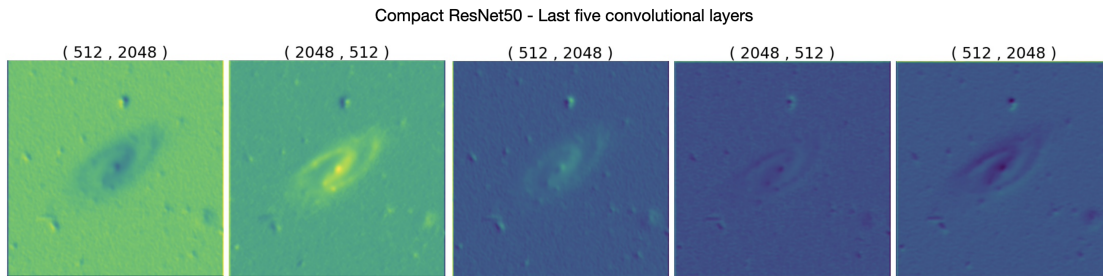 Compact ResNet50 - Last five convolutional layers
( 512 , 2048 ) ( 2048 , 512 ) ( 512 , 2048 ) ( 2048 , 512 ) ( 512 , 2048 )